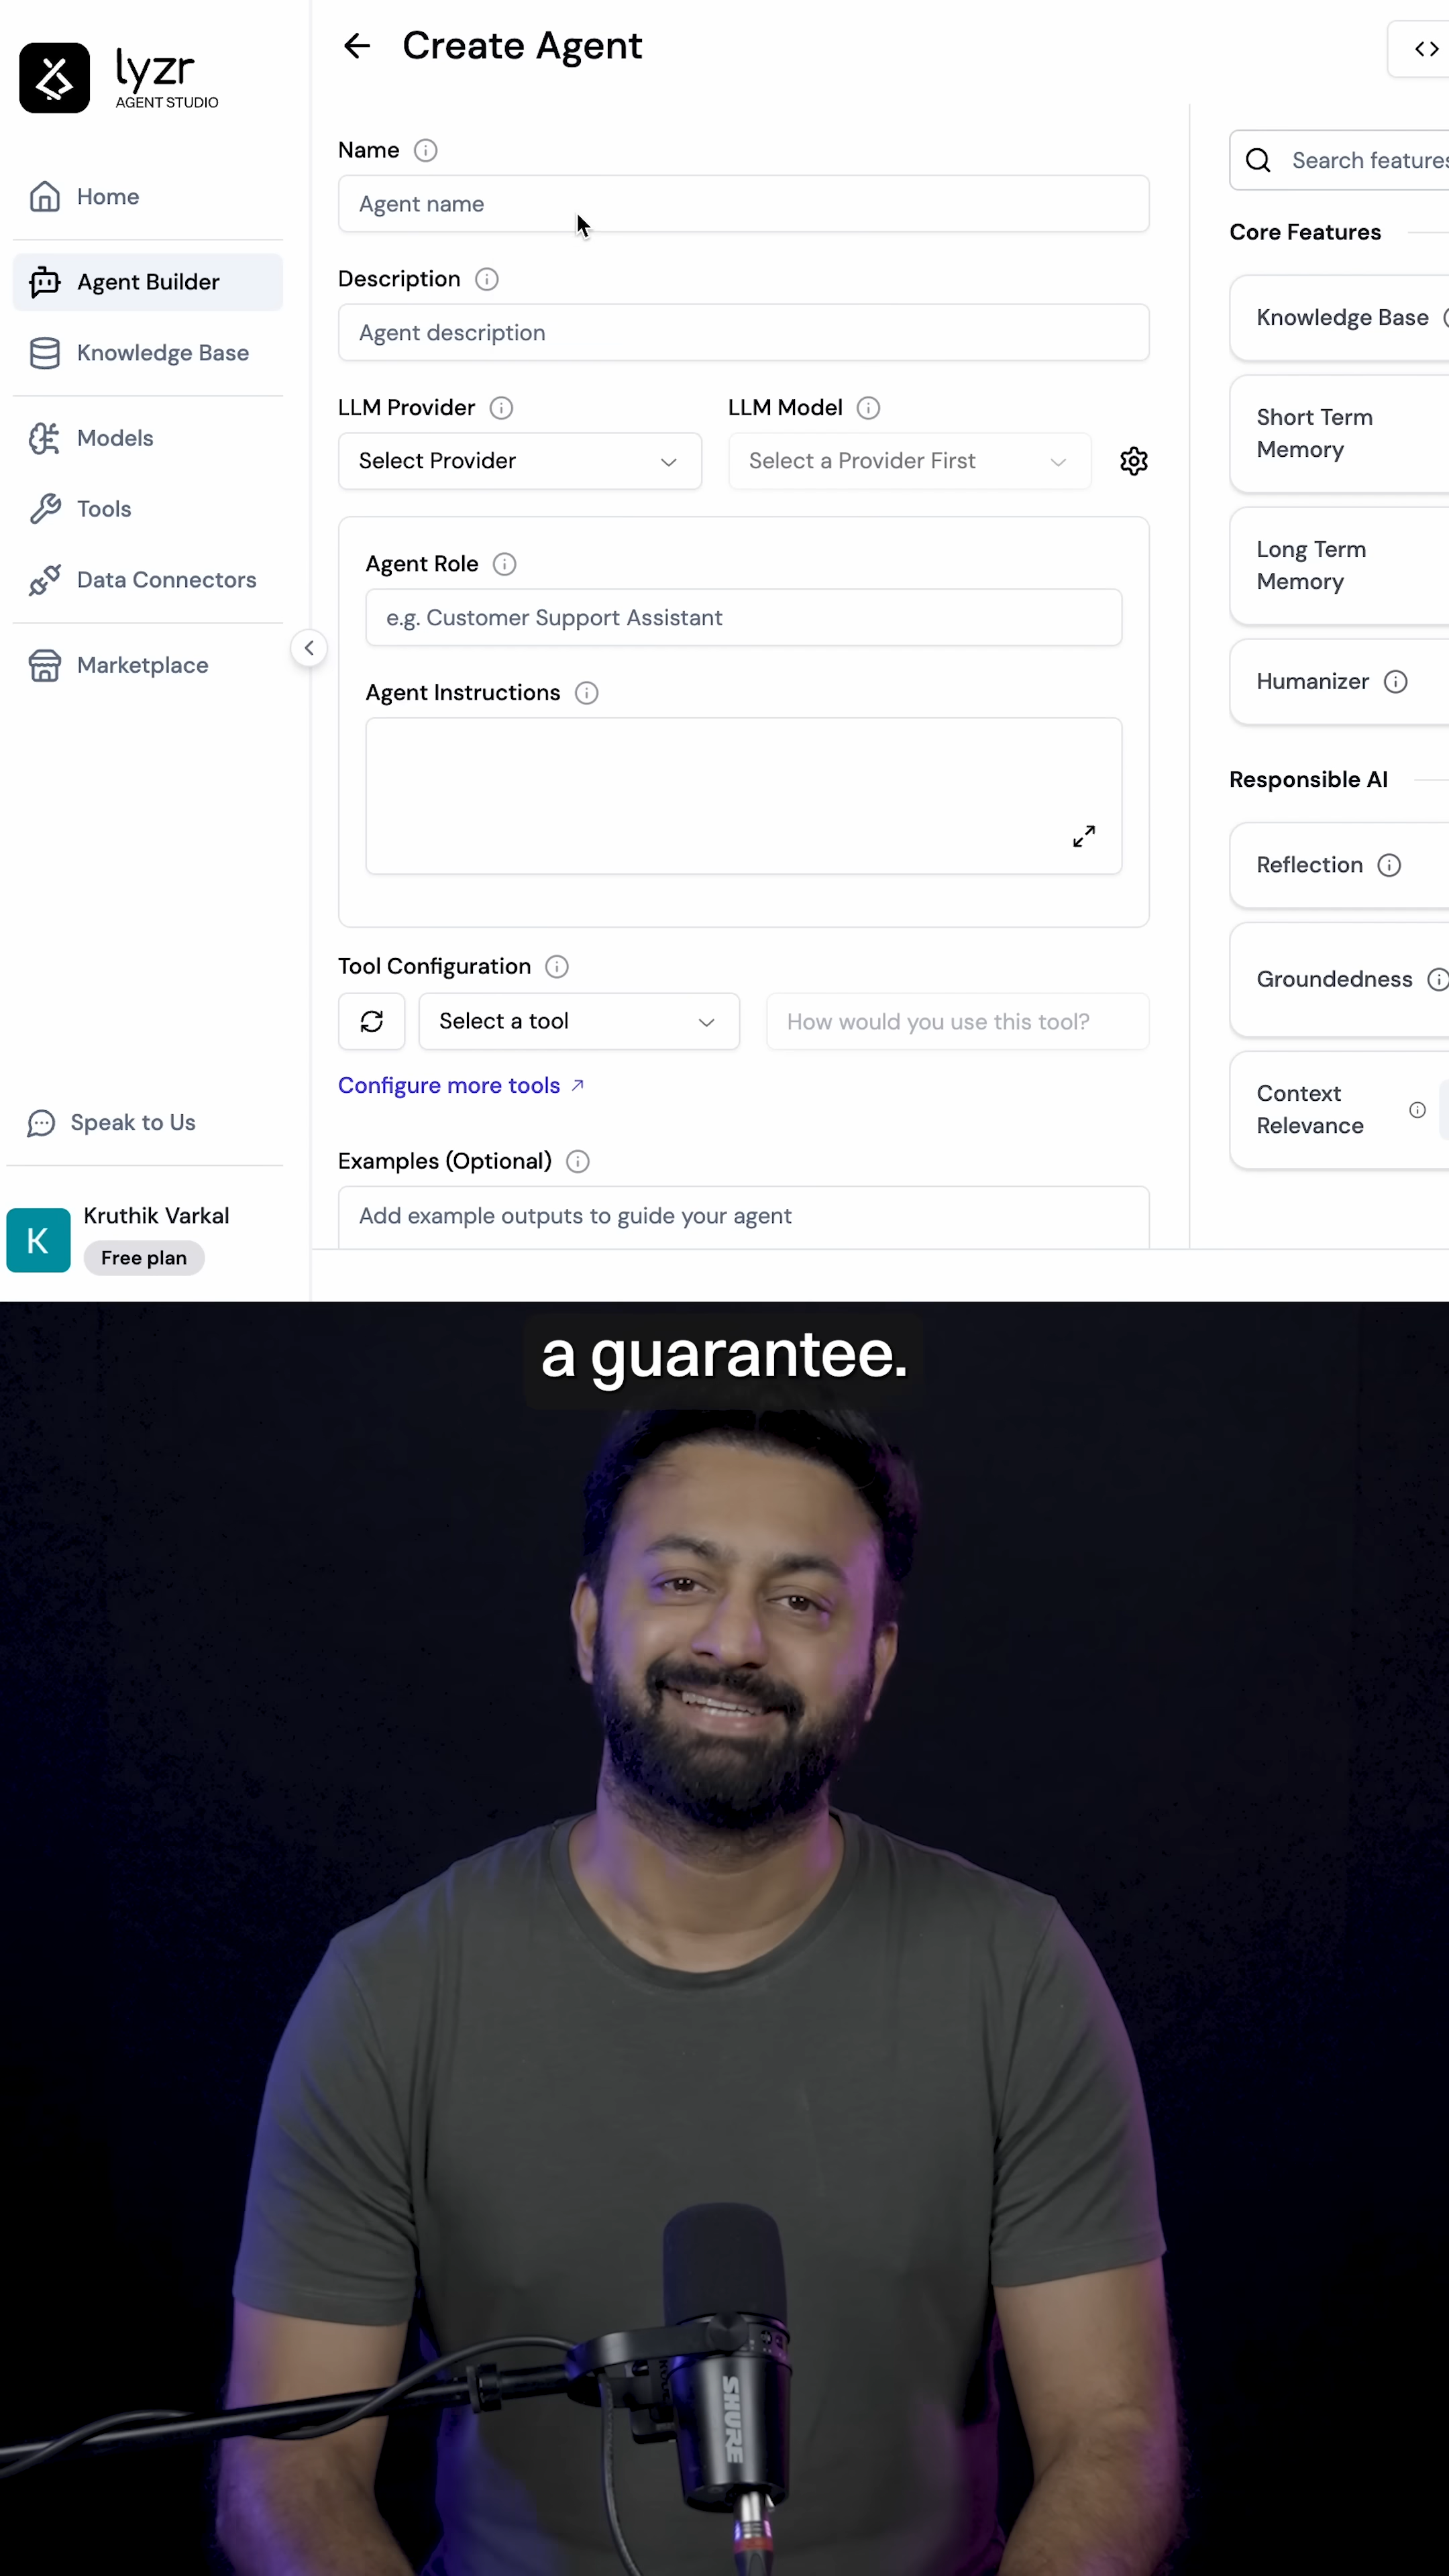 lyzr
AGENT STUDIO
Home
Agent Builder
Knowledge Base
Models
Tools
Data Connectors
Marketplace
Speak to Us
K
Kruthik Varkal
Free plan
Create Agent
Name
Agent name
Description
Agent description
LLM Provider
LLM Model
Select Provider
Select a Provider First
Agent Role
e.g. Customer Support Assistant
Agent Instructions
Tool Configuration
Select a tool
How would you use this tool?
Configure more tools
Examples (Optional)
Add example outputs to guide your agent
Search features
Core Features
Knowledge Base
Short Term
Memory
Long Term
Memory
Humanizer
Responsible AI
Reflection
Groundedness
Context
Relevance
a guarantee.
SHURE